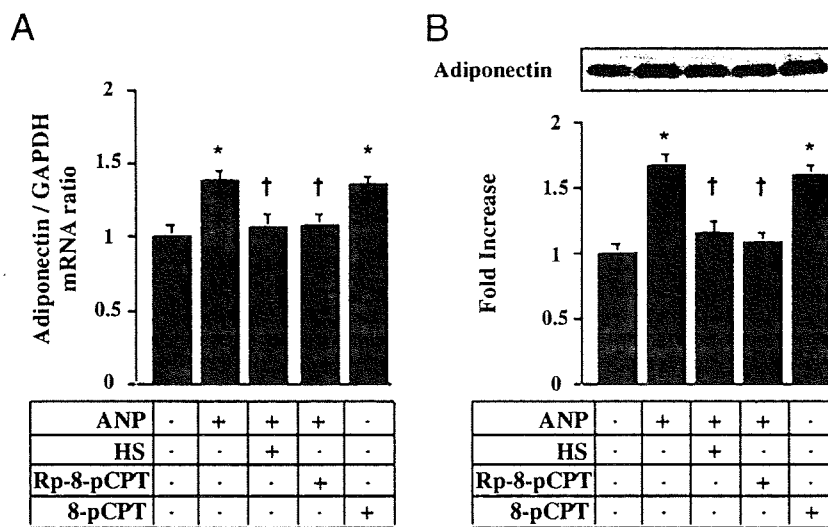 A
Adiponectin / GAPDH
mRNA ratio
2
1.5
1
0.5
0
*
†
†
*
ANP - + + + -
HS - - + - -
Rp-8-pCPT - - - + -
8-pCPT - - - - +
B
Adiponectin
Fold Increase
2
1.5
1
1.5
0
*
†
†
*
ANP - + + + -
HS - - + - -
Rp-8-pCPT - - - + -
8-pCPT - - - - +